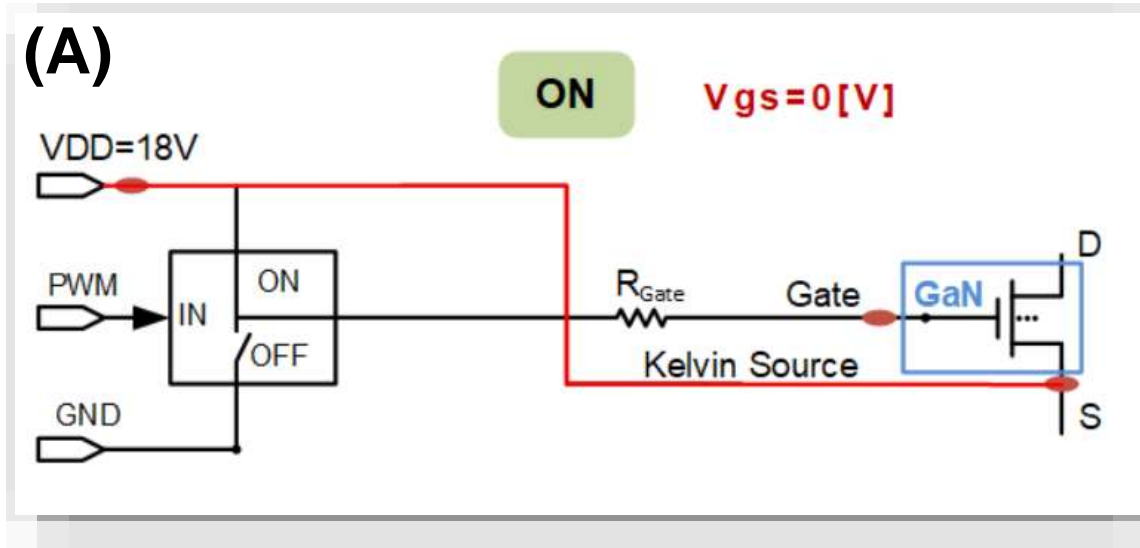 (A)
ON
Vgs=0[V]
VDD=18V
D
PWM
ON
IN
RGate
Gate
GaN
OFF
Kelvin Source
GND
S